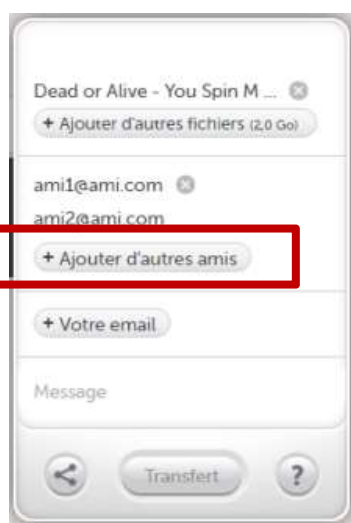 Dead or Alive - You Spin M ...
+ Ajouter d'autres fichiers (2,0 Go)
ami1@ami.com
ami2@ami.com
+ Ajouter d'autres amis
+ Votre email
Message
Transfert ?